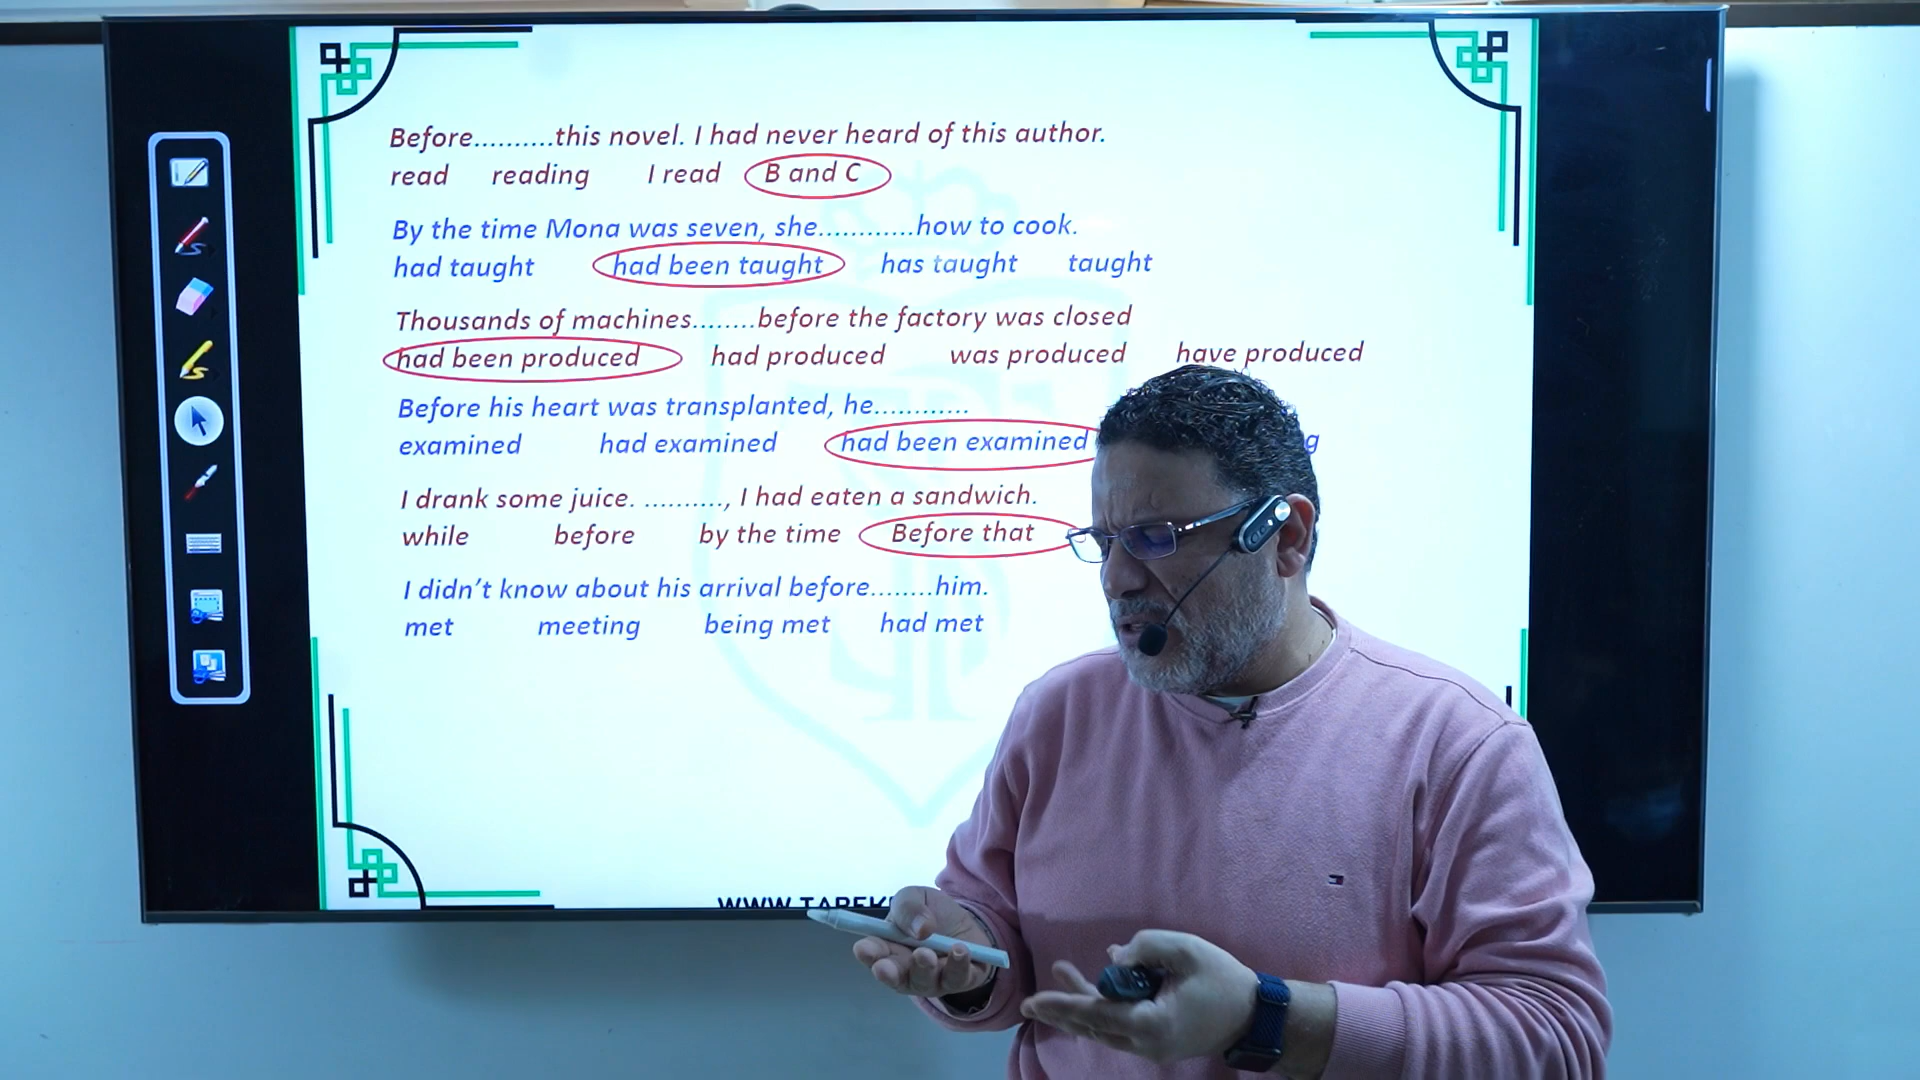 Before..........this novel. I had never heard of this author.
read reading I read B and C
By the time Mona was seven, she............how to cook.
had taught had been taught has taught taught
Thousands of machines........before the factory was closed
had been produced had produced was produced have produced
Before his heart was transplanted, he............
examined had examined had been examined
I drank some juice. .........., I had eaten a sandwich.
while before by the time Before that
I didn't know about his arrival before........him.
met meeting being met had met